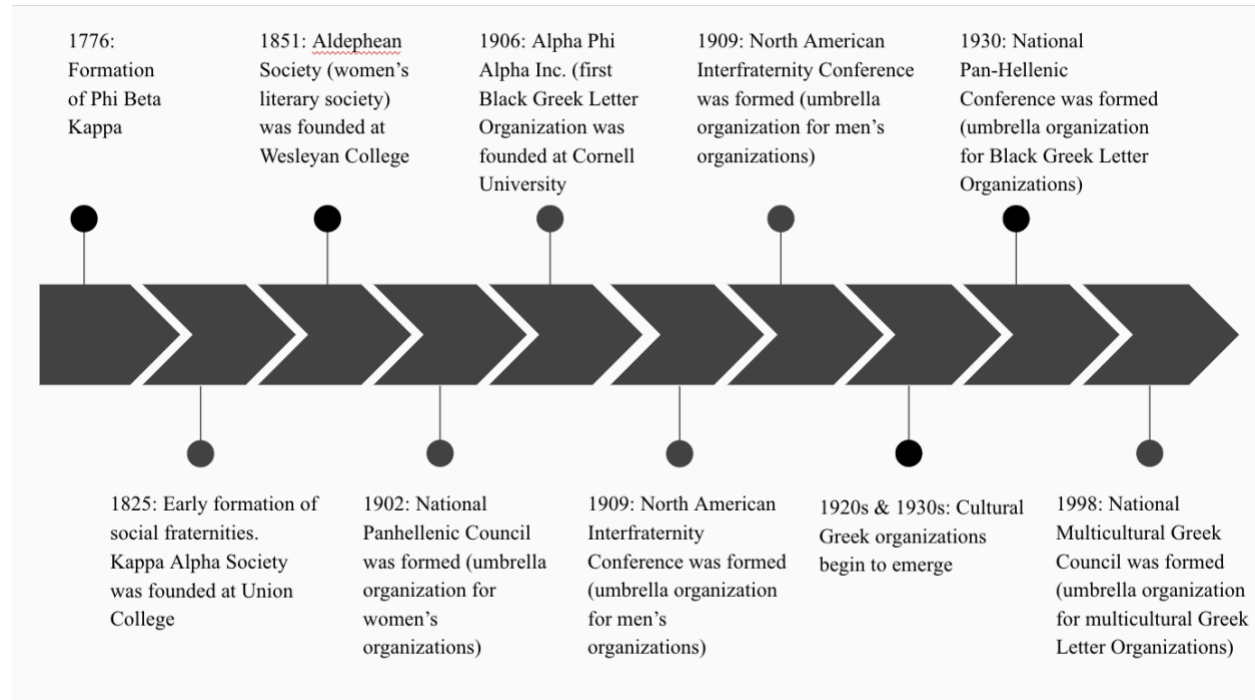 1776:
Formation
of Phi Beta
Kappa
1851: Aldephean
Society (women’s
literary society)
was founded at
Wesleyan College
1906: Alpha Phi
Alpha Inc. (first
Black Greek Letter
Organization was
founded at Cornell
University
1909: North American
Interfraternity Conference
was formed (umbrella
organization for men’s
organizations)
1930: National
Pan-Hellenic
Conference was formed
(umbrella organization
for Black Greek Letter
Organizations)
1825: Early formation of
social fraternities.
Kappa Alpha Society
was founded at Union
College
1902: National
Panhellenic Council
was formed (umbrella
organization for
women’s
organizations)
1909: North American
Interfraternity
Conference was formed
(umbrella organization
for men’s
organizations)
1920s & 1930s: Cultural
Greek organizations
begin to emerge
1998: National
Multicultural Greek
Council was formed
(umbrella organization
for multicultural Greek
Letter Organizations)